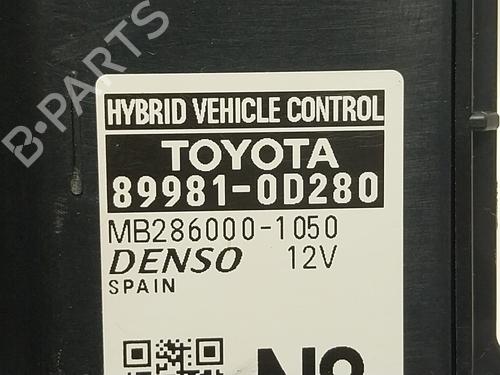 B-PARTS
HYBRID VEHICLE CONTROL
TOYOTA
89981-0D280
MB286000-1050
DENSO 12V
SPAIN